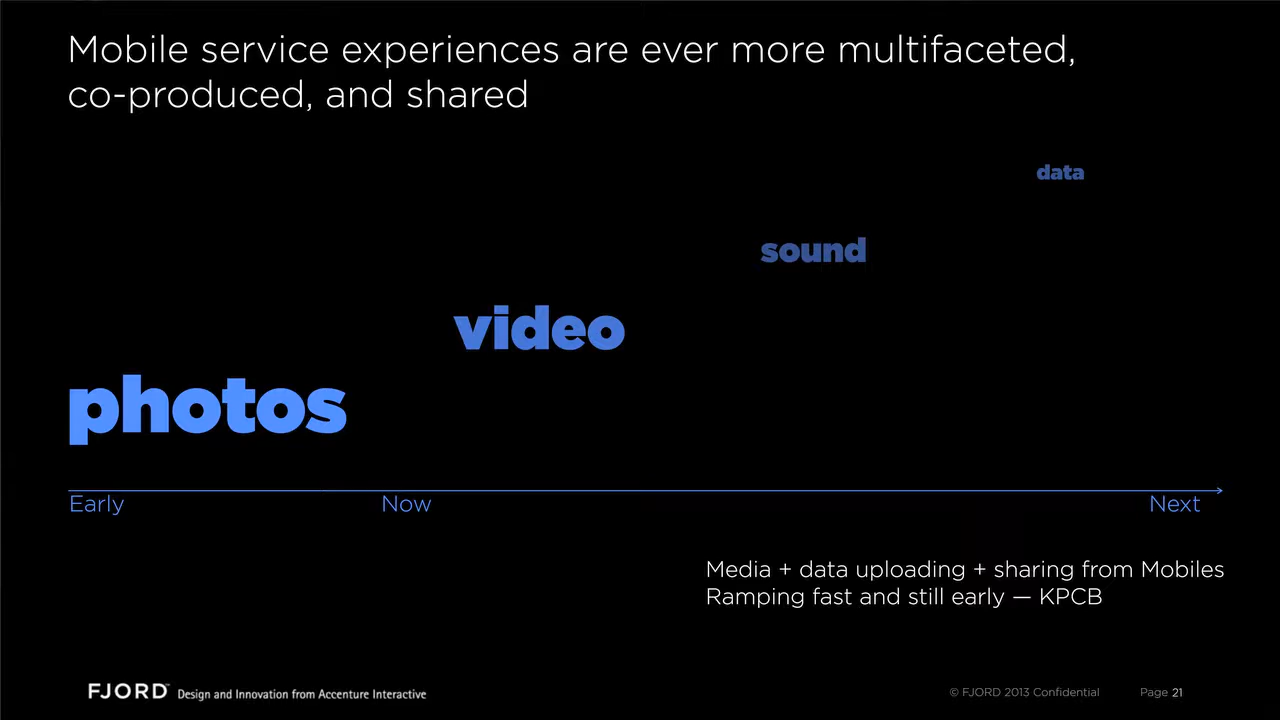 Mobile service experiences are ever more multifaceted,
co-produced, and shared
data
sound
video
photos
Early Now Next
Media + data uploading + sharing from Mobiles
Ramping fast and still early — KPCB
FJORD™ Design and Innovation from Accenture Interactive
© FJORD 2013 Confidential Page 21